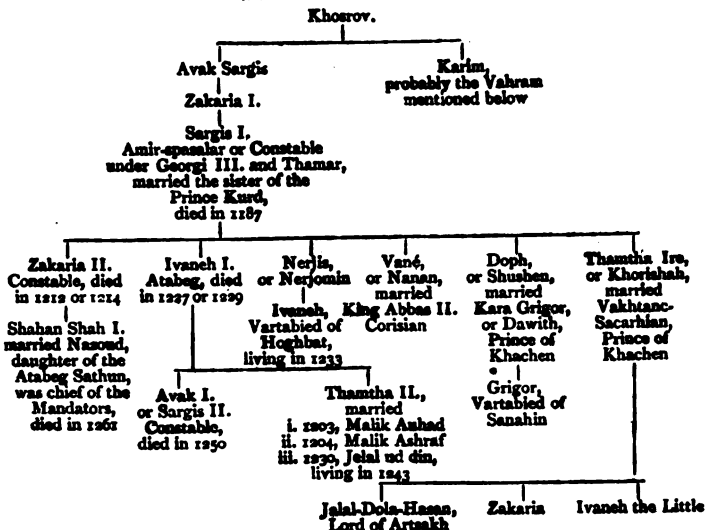 Khosrov.
Avak Sargis
Karim,
probably the Vahram
mentioned below
Zakaria I.
Sargis I.
Amir-spasalar or Constable
under Georgi III. and Thamar,
married the sister of the
Prince Kurd,
died in 1187
Zakaria II.
Constable, died
in 1212 or 1214
Shahan Shah I.
married Nasoud,
daughter of the
Atabeg Sathun,
was chief of the
Mandators,
died in 1261
Ivaneh I.
Atabeg, died
in 1227 or 1229
Avak I.
or Sargis II.
Constable,
died in 1250
Nerjis,
or Nerjomin
Ivaneh,
Vartabied of
Hoghbat,
living in 1233
Thamtha II.,
married
i. 1203, Malik Auhad
ii. 1204, Malik Ashraf
iii. 1230, Jelal ud din,
living in 1243
Vané,
or Nanan,
married
King Abbas II.
Corisian
Doph,
or Shushen,
married
Kara Grigor,
or Dawith,
Prince of
Khachen
Grigor,
Vartabied of
Sanahin
Thamtha Ire,
or Khorishah,
married
Vakhtanc-
Sacarhian,
Prince of
Khachen
Jalal-Dola-Hasan,
Lord of Artsakh
Zakaria
Ivaneh the Little